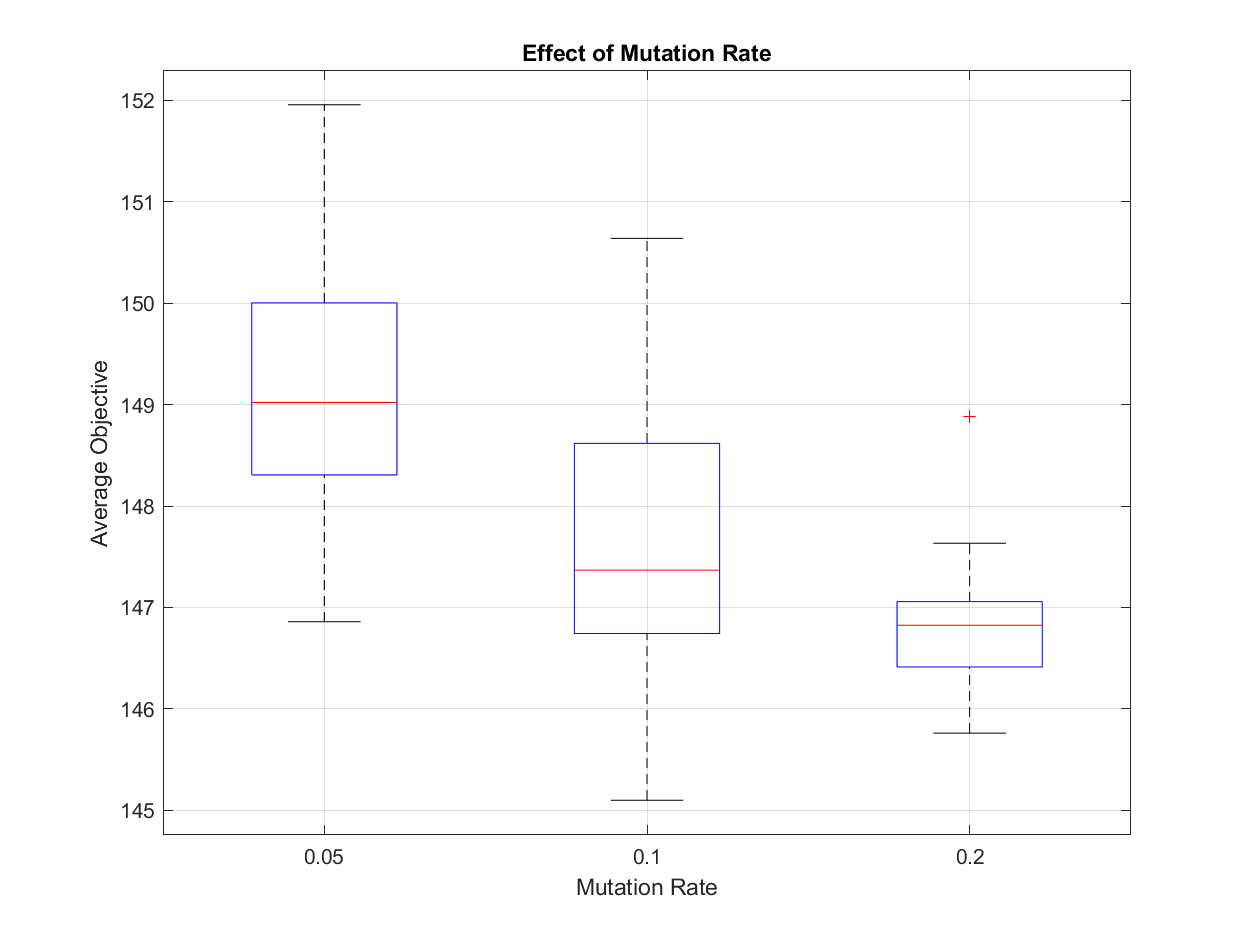 Effect of Mutation Rate
152
151
150
149
148
147
146
145
Average Objective
0.05 0.1 0.2
Mutation Rate